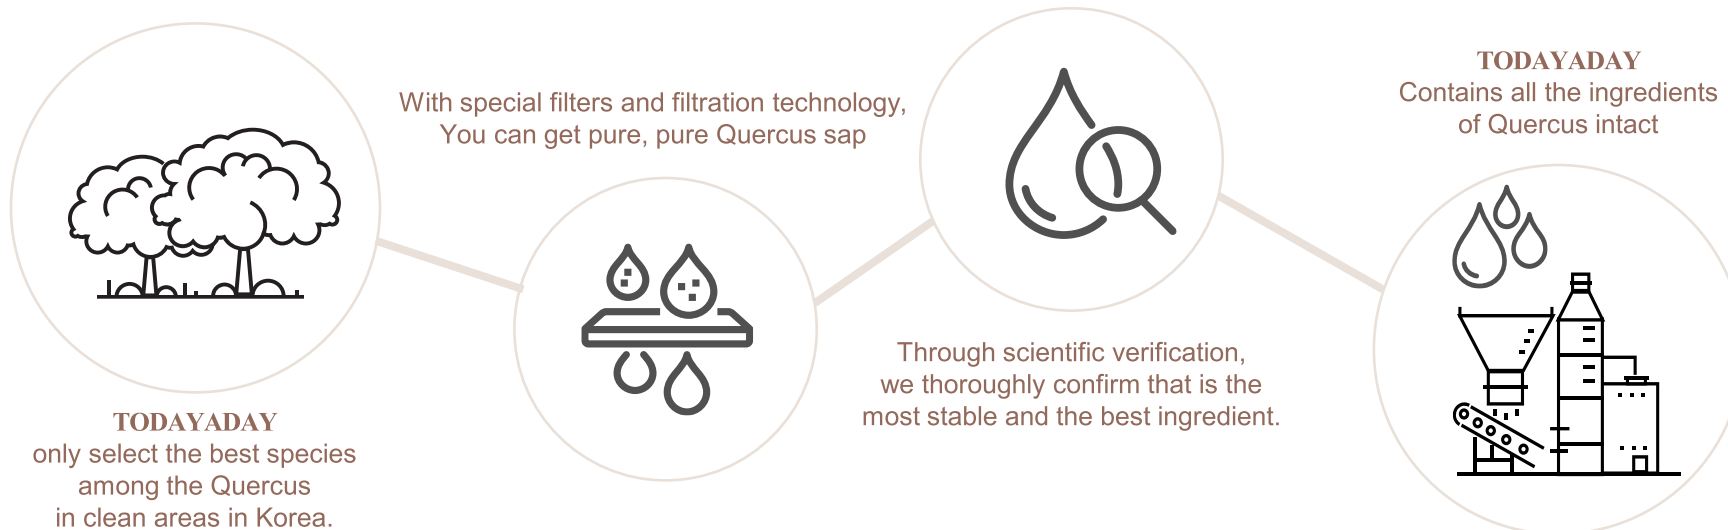 TODAYADAY
only select the best species
among the Quercus
in clean areas in Korea.
With special filters and filtration technology,
You can get pure, pure Quercus sap
Through scientific verification,
we thoroughly confirm that is the
most stable and the best ingredient.
TODAYADAY
Contains all the ingredients
of Quercus intact